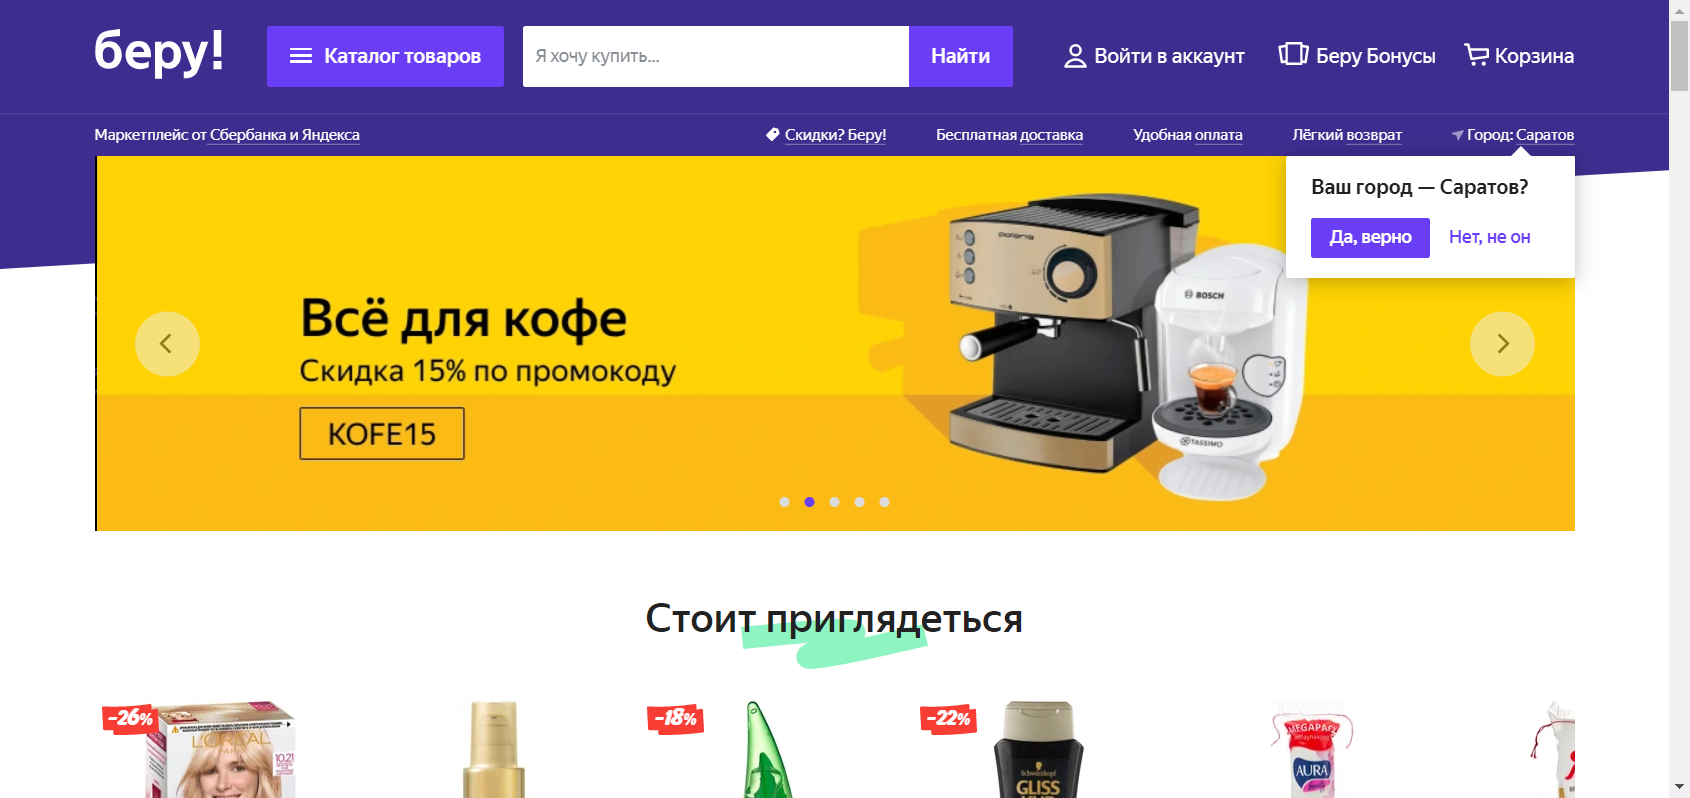 беру!
Каталог товаров
Я хочу купить...
Найти
Войти в аккаунт
Беру Бонусы
Корзина
Маркетплейс от Сбербанка и Яндекса
Скидки? Беру!
Бесплатная доставка
Удобная оплата
Лёгкий возврат
Город: Саратов
Ваш город — Саратов?
Да, верно
Нет, не он
polaris
BOSCH
TASSIMO
Всё для кофе
Скидка 15% по промокоду
KOFE15
Стоит приглядеться
-26%
-18%
-22%
L'ORÉAL
PARIS
10.21
Schwarzkopf
GLISS
MEGAPACK
AURA
beauty